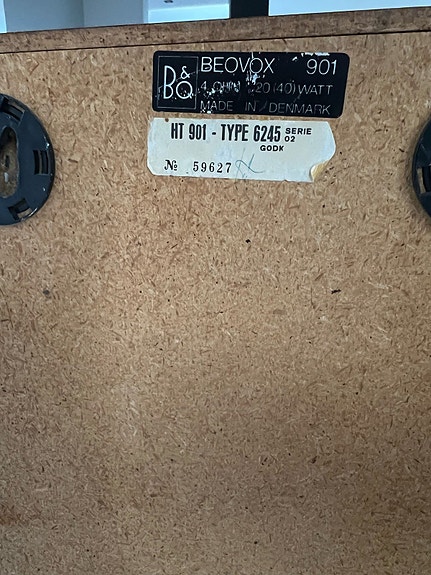 B&O
BEOVOX 901
4 OHM 20 (40) WATT
MADE IN DENMARK
HT 901 - TYPE 6245 SERIE 02
GODK
№ 59627